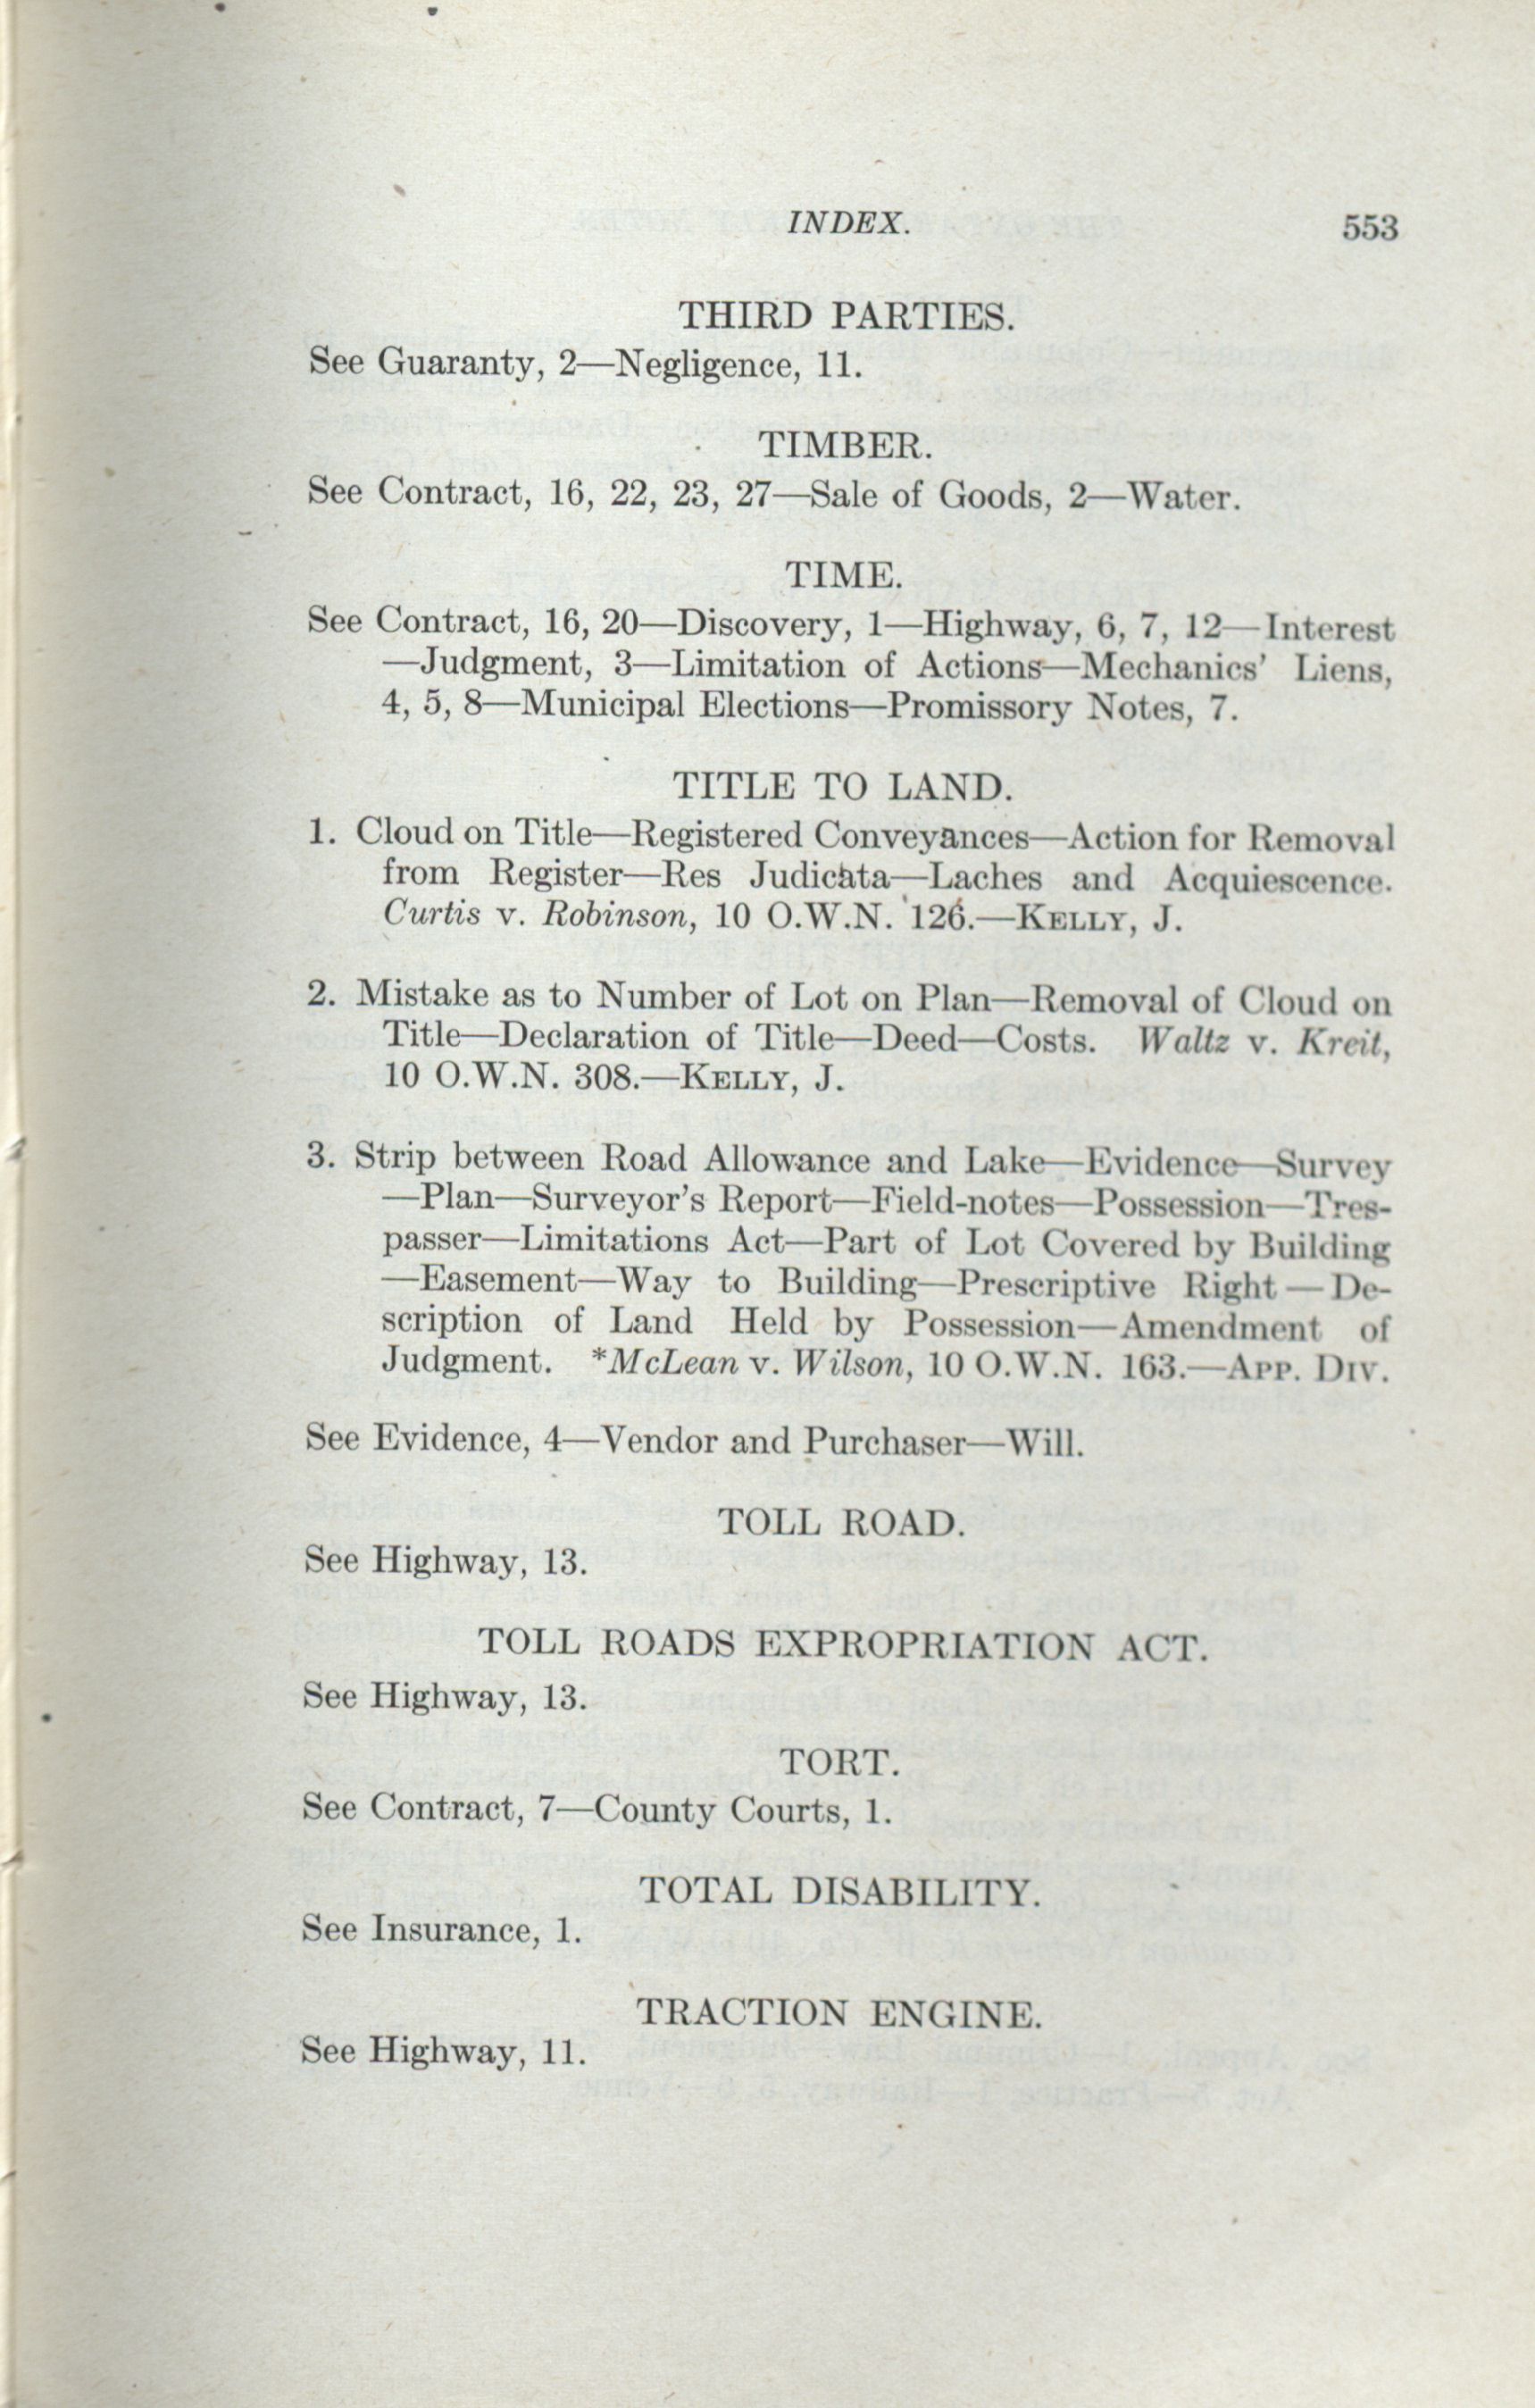 INDEX. 553
THIRD PARTIES.
See Guaranty, 2—Negligence, 11.
TIMBER.
See Contract, 16, 22, 23, 27—Sale of Goods, 2—Water.
TIME.
See Contract, 16, 20—Discovery, 1—Highway, 6, 7, 12—Interest
—Judgment, 3—Limitation of Actions—Mechanics' Liens,
4, 5, 8—Municipal Elections—Promissory Notes, 7.
TITLE TO LAND.
1. Cloud on Title—Registered Conveyances—Action for Removal
from Register—Res Judicata—Laches and Acquiescence.
Curtis v. Robinson, 10 O.W.N. 126.—KELLY, J.
2. Mistake as to Number of Lot on Plan—Removal of Cloud on
Title—Declaration of Title—Deed—Costs. Waltz v. Kreit,
10 O.W.N. 308.—KELLY, J.
3. Strip between Road Allowance and Lake—Evidence—Survey
—Plan—Surveyor's Report—Field-notes—Possession—Tres-
passer—Limitations Act—Part of Lot Covered by Building
—Easement—Way to Building—Prescriptive Right—De-
scription of Land Held by Possession—Amendment of
Judgment. *McLean v. Wilson, 10 O.W.N. 163.—APP. DIV.
See Evidence, 4—Vendor and Purchaser—Will.
TOLL ROAD.
See Highway, 13.
TOLL ROADS EXPROPRIATION ACT.
See Highway, 13.
TORT.
See Contract, 7—County Courts, 1.
TOTAL DISABILITY.
See Insurance, 1.
TRACTION ENGINE.
See Highway, 11.